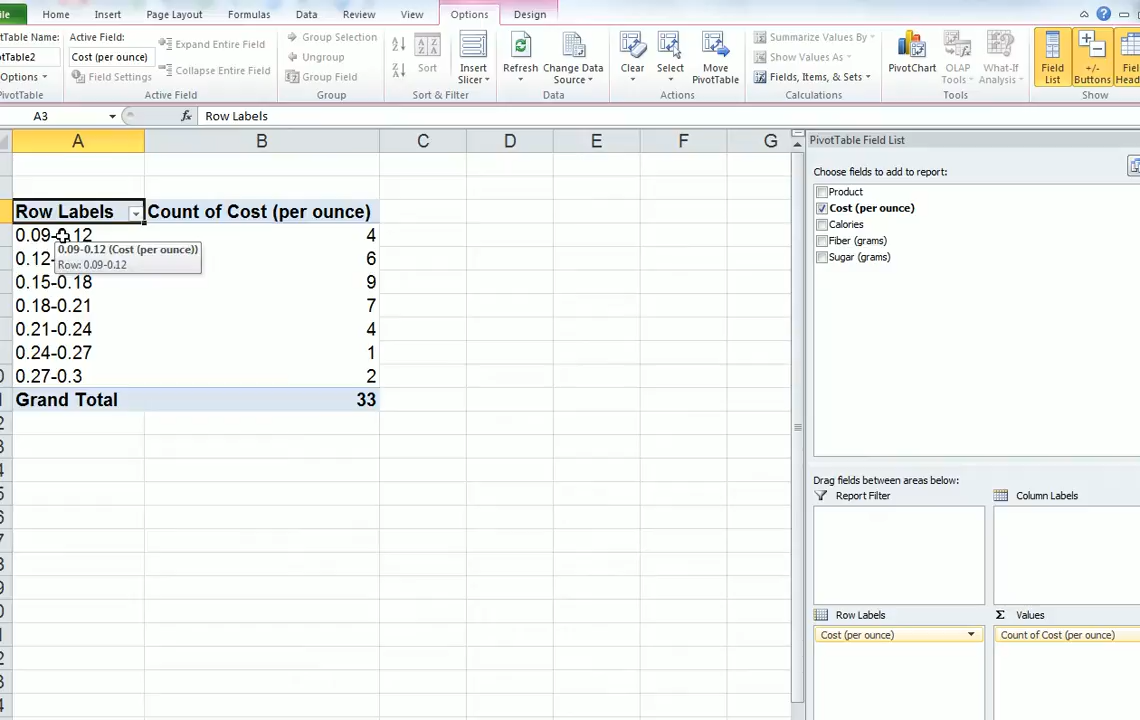 File Home Insert Page Layout Formulas Data Review View Options Design
PivotTable Name: Active Field: Expand Entire Field Group Selection Summarize Values By
PivotTable2 Cost (per ounce) Collapse Entire Field Ungroup Show Values As
Options Field Settings Group Field Fields, Items, & Sets
Sort Insert Slicer Refresh Change Data Source Clear Select Move PivotTable PivotChart OLAP Tools What-If Analysis Field List +/- Buttons Field Headers
PivotTable Active Field Group Sort & Filter Data Actions Calculations Tools Show
A3 fx Row Labels
A B C D E F G
Row Labels Count of Cost (per ounce)
0.09-0.12 4
0.12- 6
0.15-0.18 9
0.18-0.21 7
0.21-0.24 4
0.24-0.27 1
0.27-0.3 2
Grand Total 33
0.09-0.12 (Cost (per ounce))
Row: 0.09-0.12
PivotTable Field List
Choose fields to add to report:
Product
Cost (per ounce)
Calories
Fiber (grams)
Sugar (grams)
Drag fields between areas below:
Report Filter Column Labels
Row Labels Σ Values
Cost (per ounce) Count of Cost (per ounce)